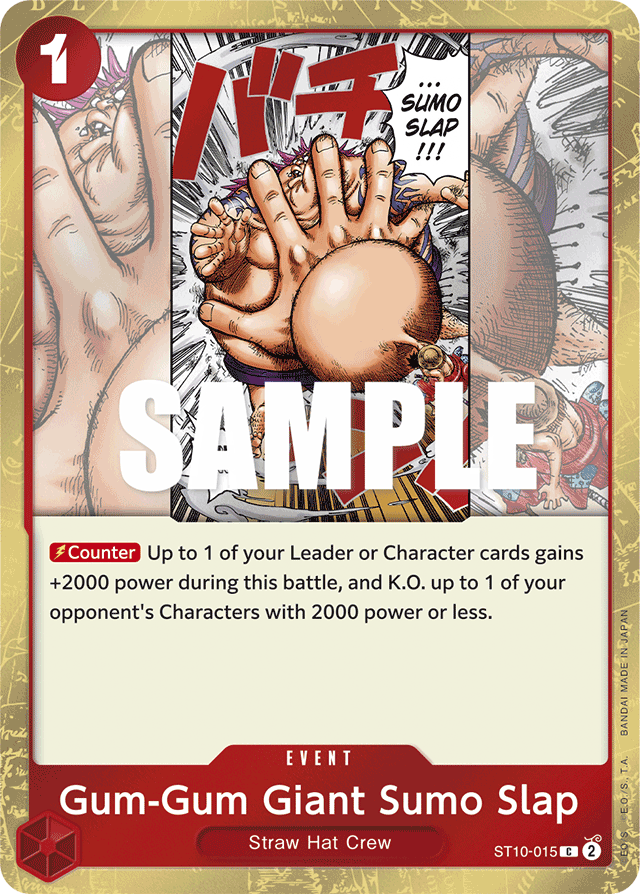 1
バチ
...
SUMO
SLAP
!!!
SAMPLE
Counter Up to 1 of your Leader or Character cards gains
+2000 power during this battle, and K.O. up to 1 of your
opponent's Characters with 2000 power or less.
EVENT
Gum-Gum Giant Sumo Slap
Straw Hat Crew
ST10-015 C 2
BANDAI MADE IN JAPAN